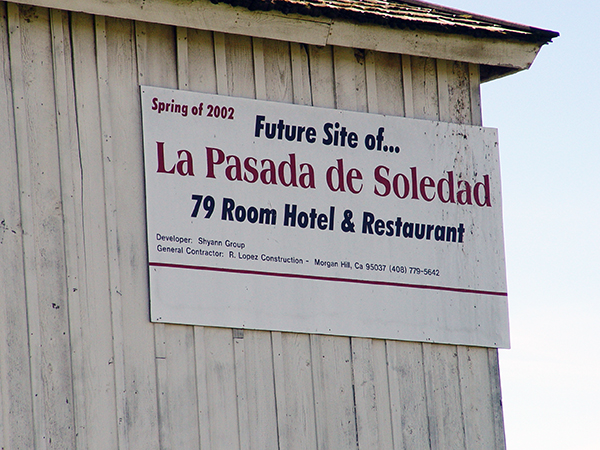 Spring of 2002
Future Site of...
La Pasada de Soledad
79 Room Hotel & Restaurant
Developer: Shyann Group
General Contractor: R. Lopez Construction - Morgan Hill, Ca 95037 (408) 779-5642